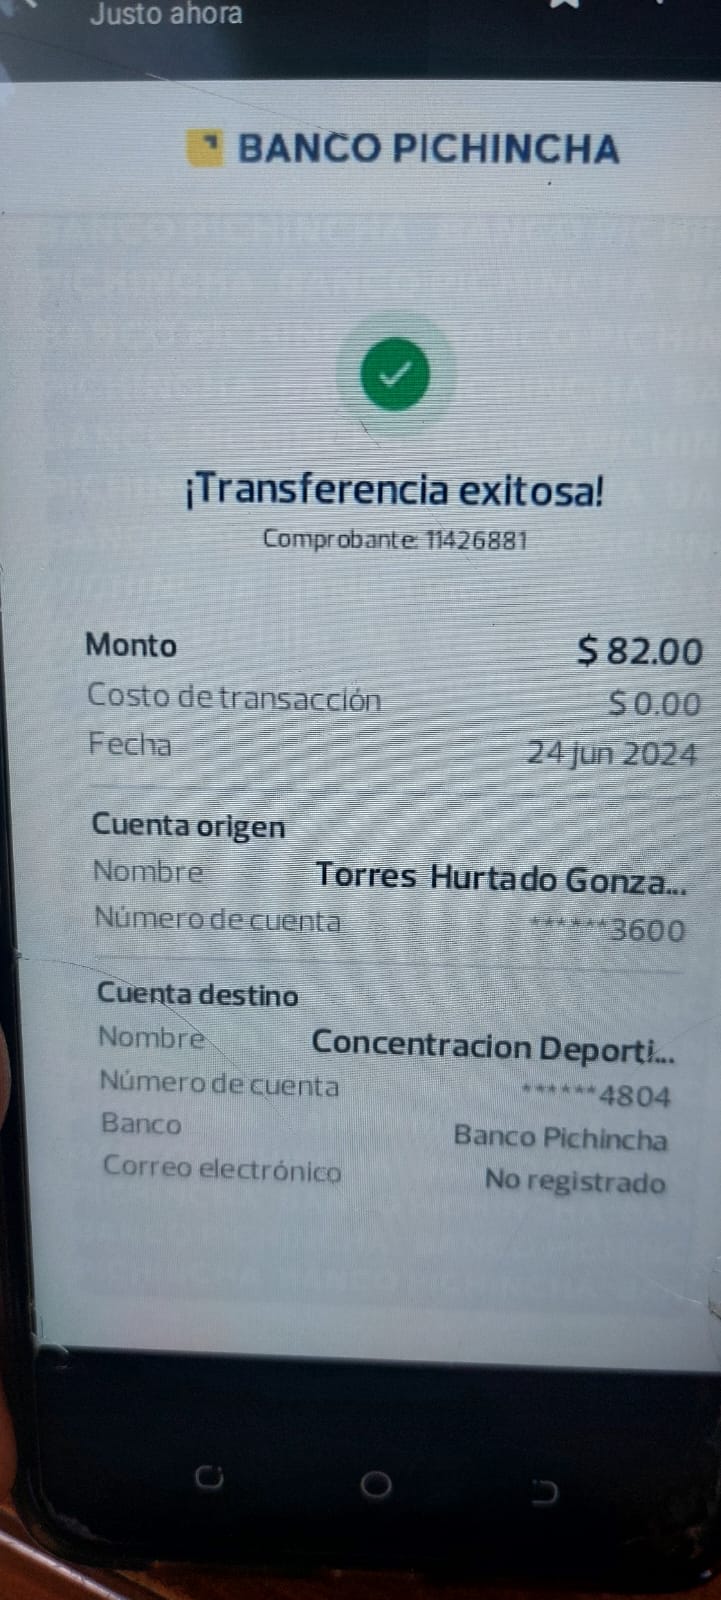 Justo ahora
BANCO PICHINCHA
¡Transferencia exitosa!
Comprobante: 11426881
Monto $ 82.00
Costo de transacción $ 0.00
Fecha 24 jun 2024
Cuenta origen
Nombre Torres Hurtado Gonza...
Número de cuenta ******3600
Cuenta destino
Nombre Concentracion Deporti...
Número de cuenta ******4804
Banco Banco Pichincha
Correo electrónico No registrado